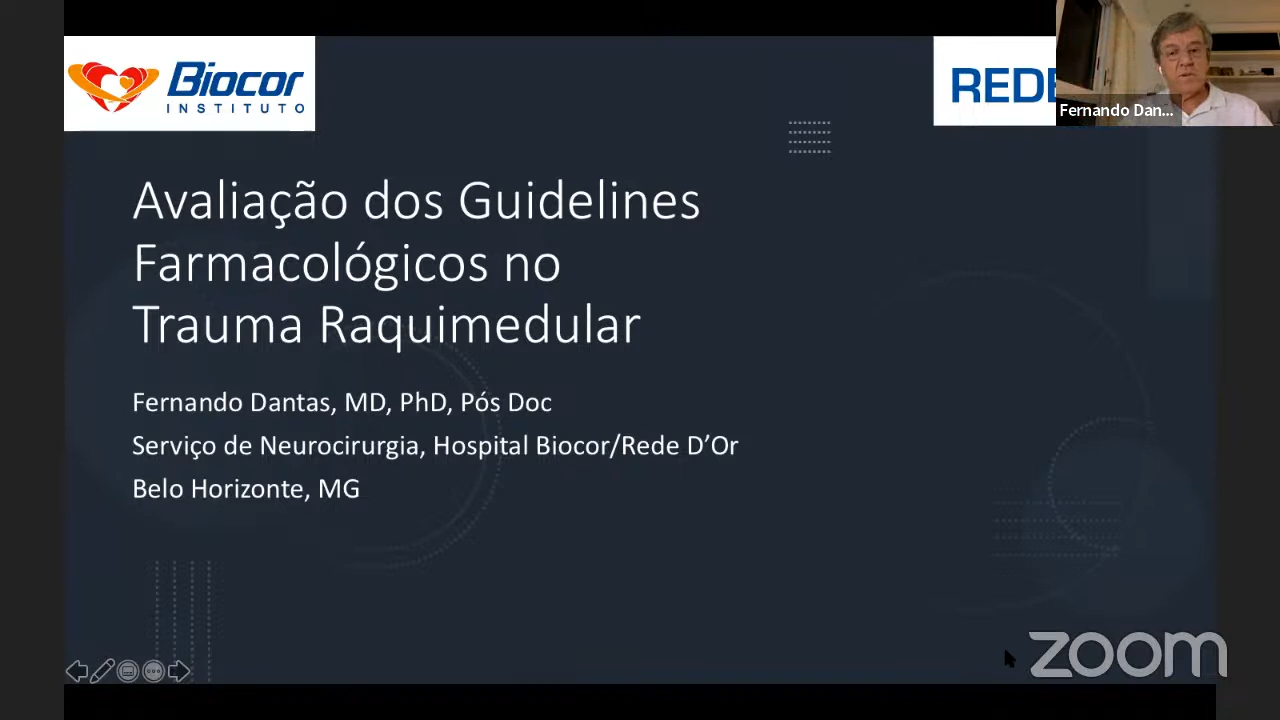 Biocor
INSTITUTO
REDE
Fernando Dan...
Avaliação dos Guidelines
Farmacológicos no
Trauma Raquimedular
Fernando Dantas, MD, PhD, Pós Doc
Serviço de Neurocirurgia, Hospital Biocor/Rede D’Or
Belo Horizonte, MG
zoom